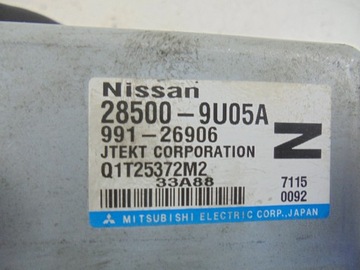 Nissan
28500-9U05A
991-26906
N
JTEKT CORPORATION
Q1T25372M2
33A88
7115
0092
MITSUBISHI ELECTRIC CORP., JAPAN